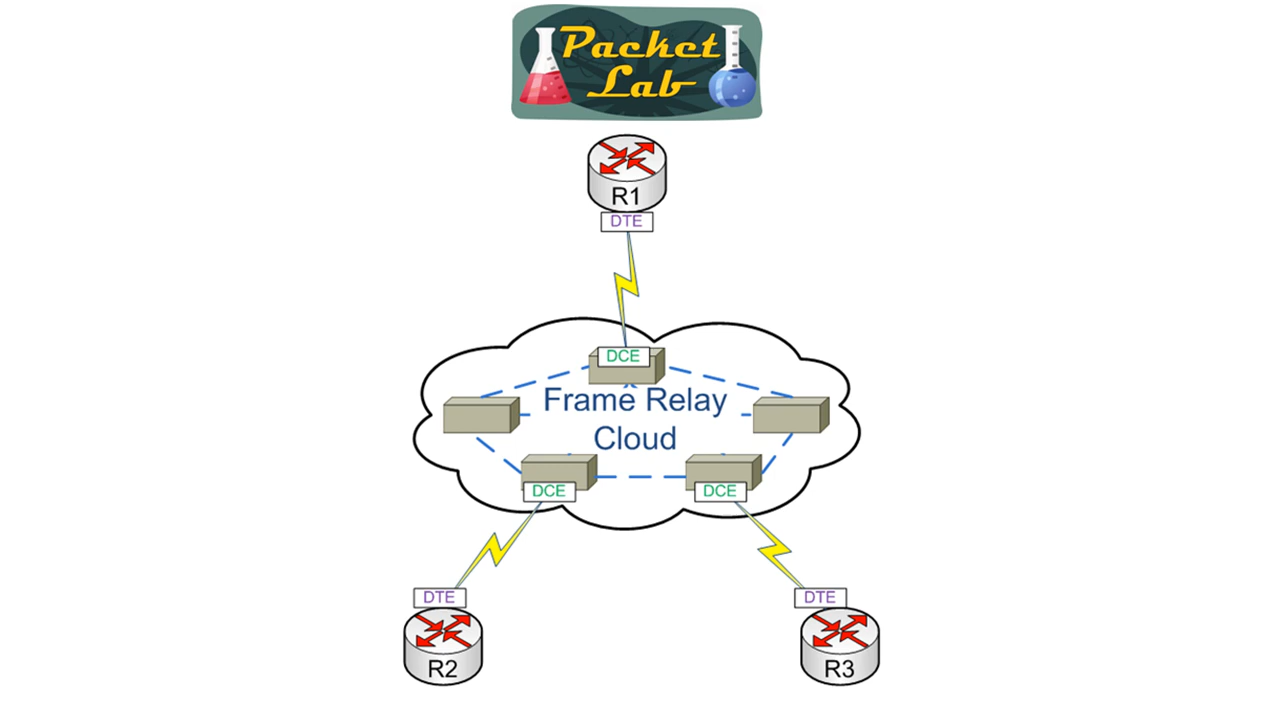 Packet
Lab
R1
DTE
DCE
Frame Relay
Cloud
DCE
DCE
DTE
DTE
R2
R3